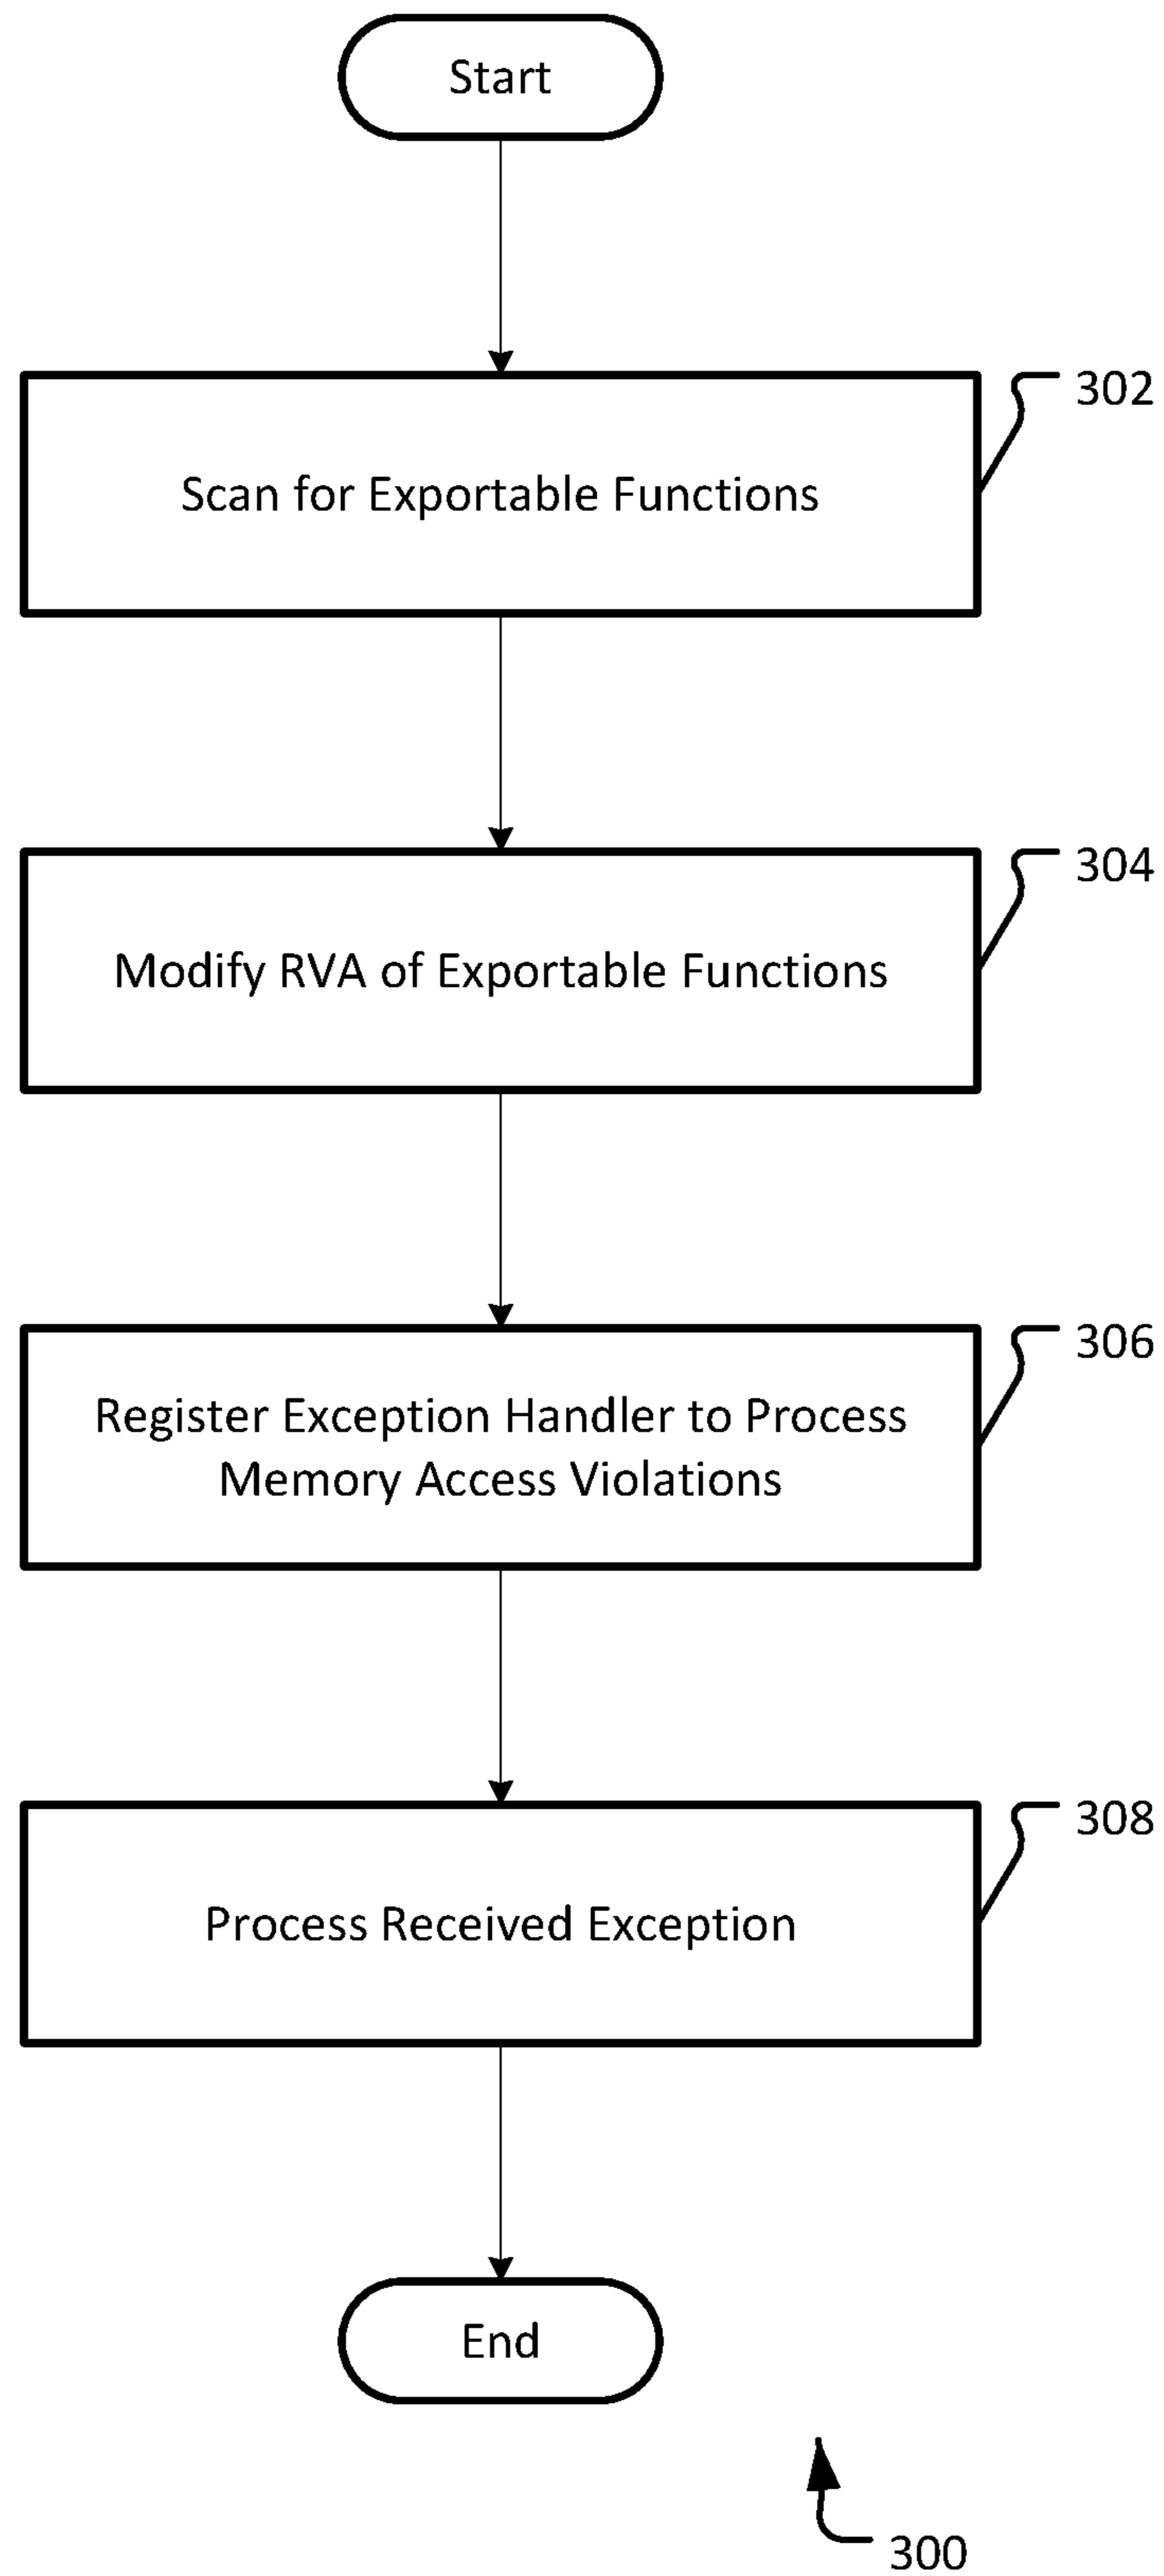 Start
302
Scan for Exportable Functions
304
Modify RVA of Exportable Functions
306
Register Exception Handler to Process
Memory Access Violations
308
Process Received Exception
End
300